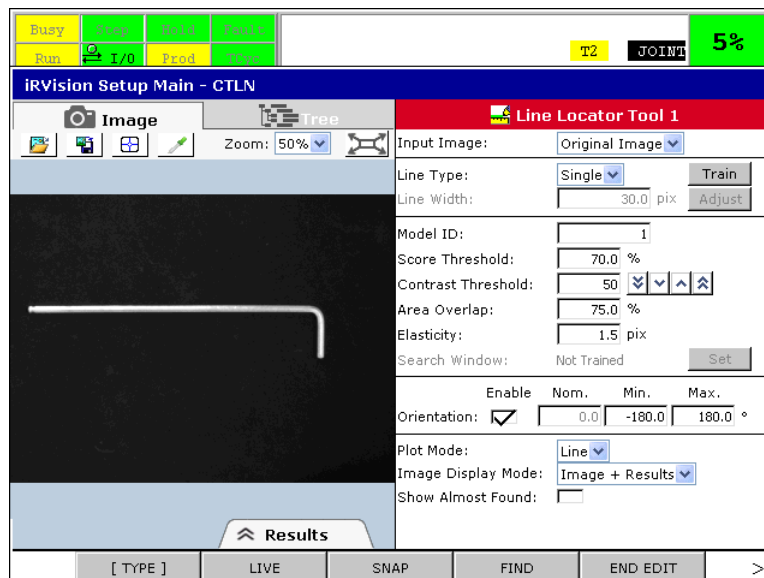 Busy Step Hold Fault
Run I/O Prod TCyc
T2 JOINT 5%
iRVision Setup Main - CTLN
Image Tree Line Locator Tool 1
Zoom: 50% Input Image: Original Image
Line Type: Single Train
Line Width: 30.0 pix Adjust
Model ID: 1
Score Threshold: 70.0 %
Contrast Threshold: 50
Area Overlap: 75.0 %
Elasticity: 1.5 pix
Search Window: Not Trained Set
Enable Nom. Min. Max.
Orientation: 0.0 -180.0 180.0 °
Plot Mode: Line
Image Display Mode: Image + Results
Show Almost Found:
Results
[ TYPE ] LIVE SNAP FIND END EDIT >